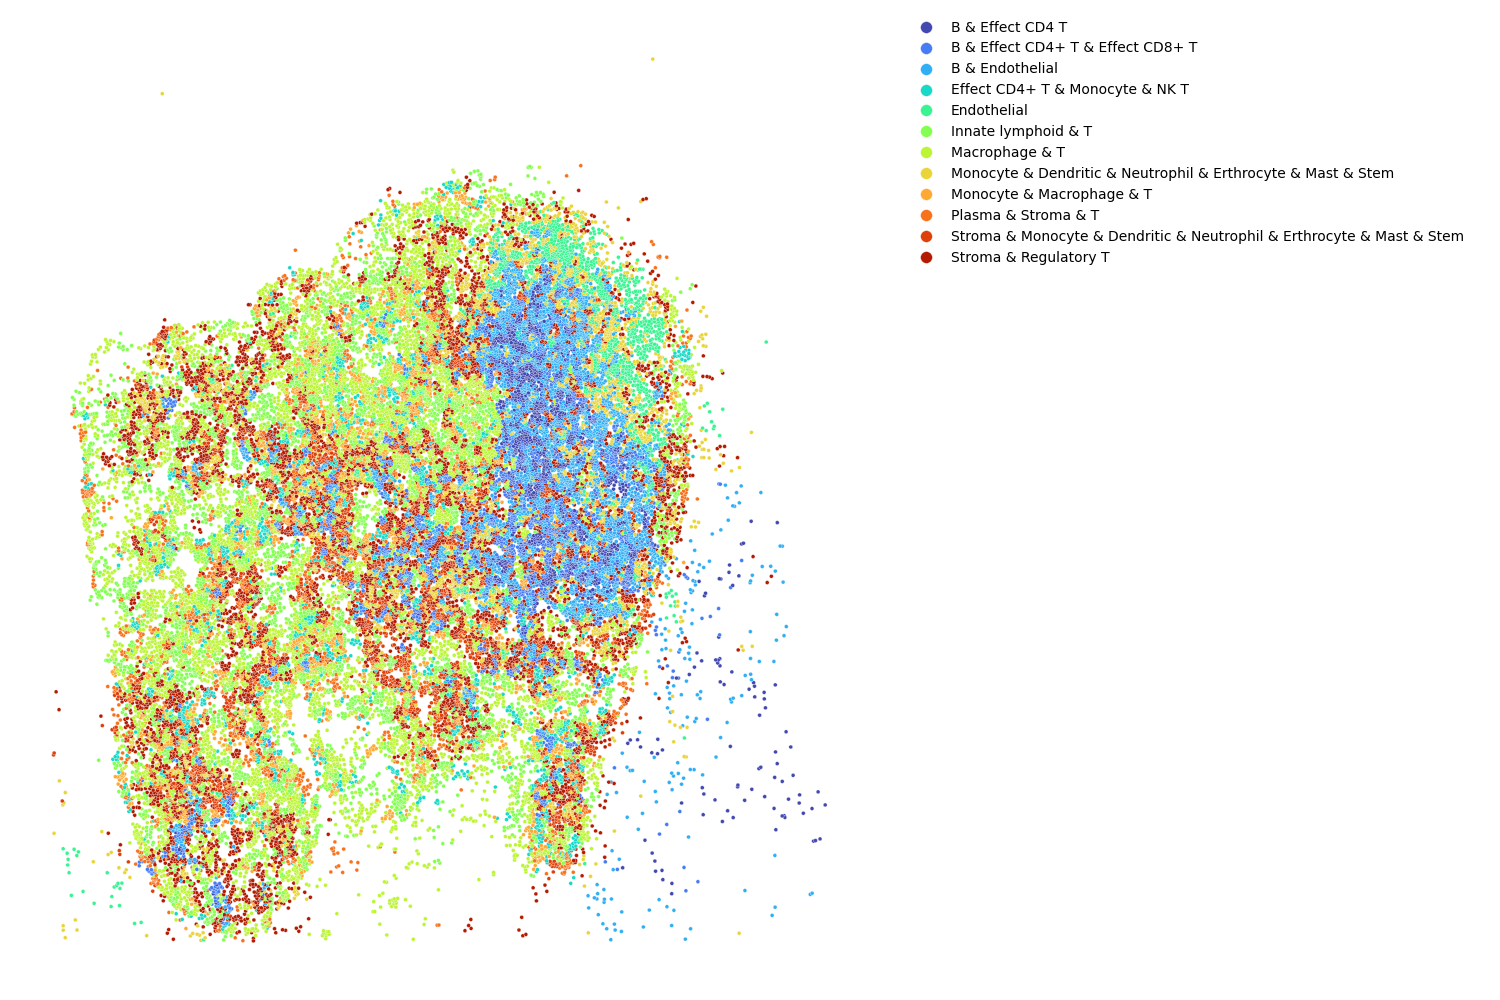 B & Effect CD4 T
B & Effect CD4+ T & Effect CD8+ T
B & Endothelial
Effect CD4+ T & Monocyte & NK T
Endothelial
Innate lymphoid & T
Macrophage & T
Monocyte & Dendritic & Neutrophil & Erthrocyte & Mast & Stem
Monocyte & Macrophage & T
Plasma & Stroma & T
Stroma & Monocyte & Dendritic & Neutrophil & Erthrocyte & Mast & Stem
Stroma & Regulatory T